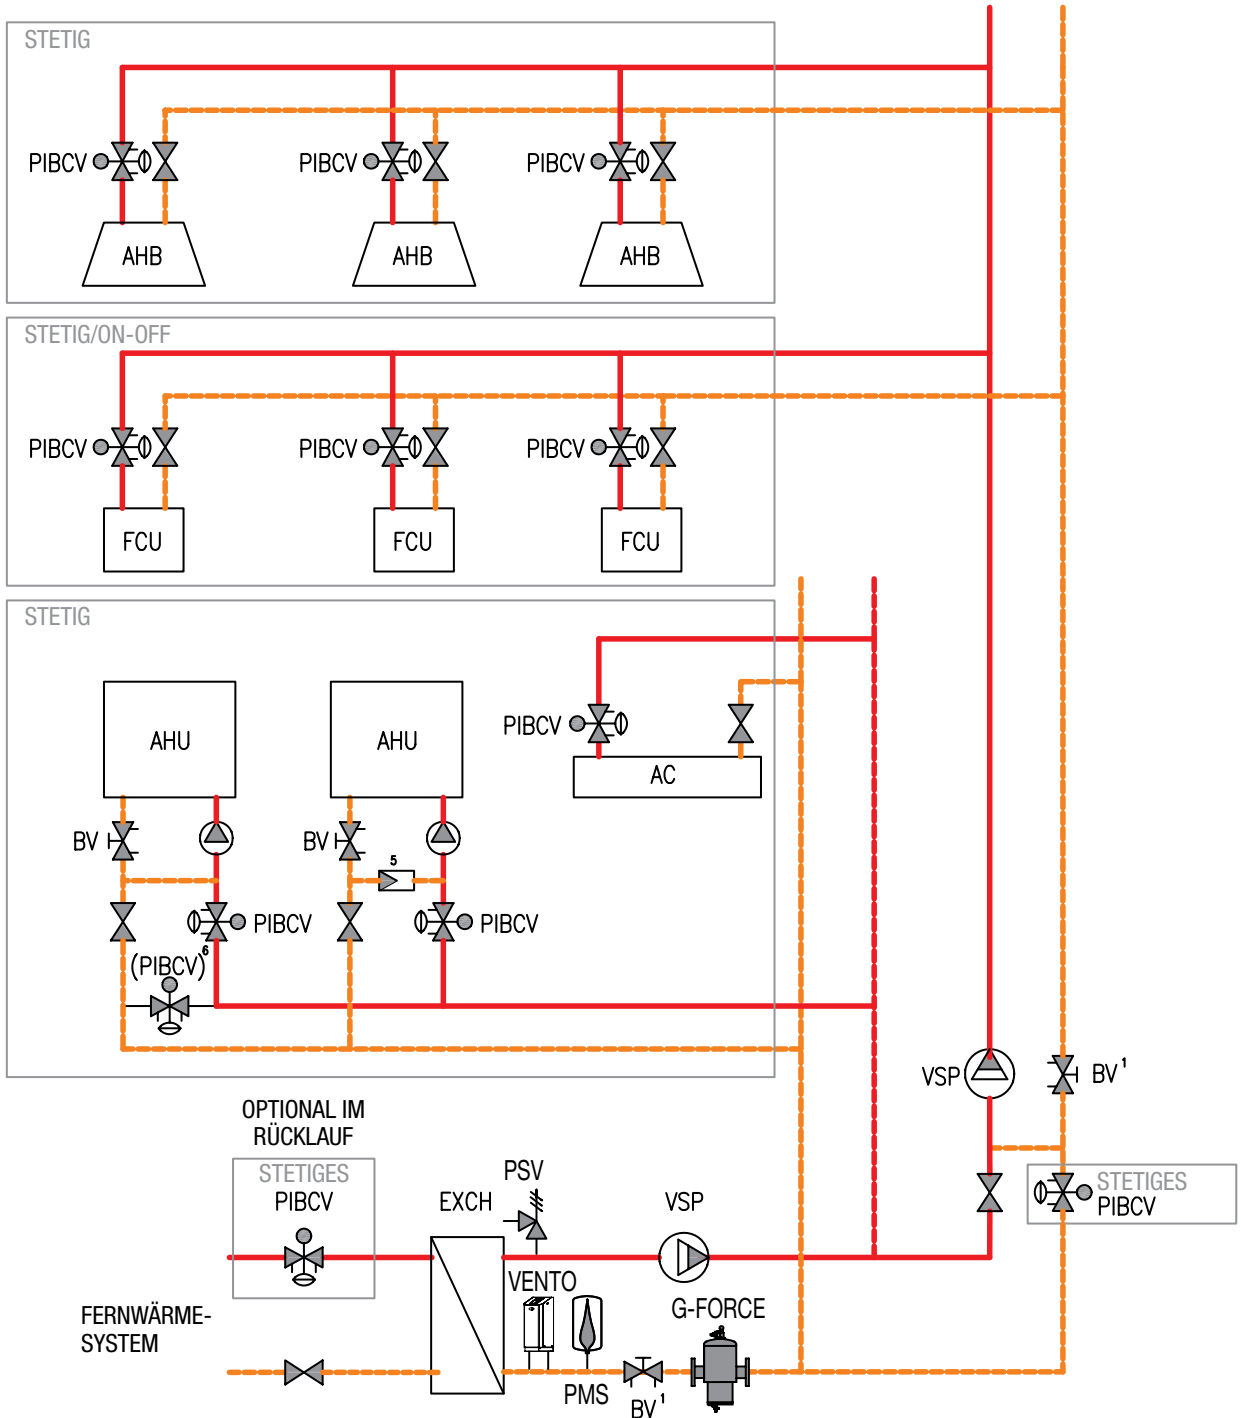 STETIG
PIBCV
PIBCV
PIBCV
AHB
AHB
AHB
STETIG/ON-OFF
PIBCV
PIBCV
PIBCV
FCU
FCU
FCU
STETIG
AHU
AHU
PIBCV
AC
BV
BV
5
PIBCV
PIBCV
(PIBCV)⁶
VSP
BV¹
OPTIONAL IM
RÜCKLAUF
STETIGES
PIBCV
EXCH
PSV
VSP
STETIGES
PIBCV
VENTO
G-FORCE
FERNWÄRME-
SYSTEM
PMS
BV¹